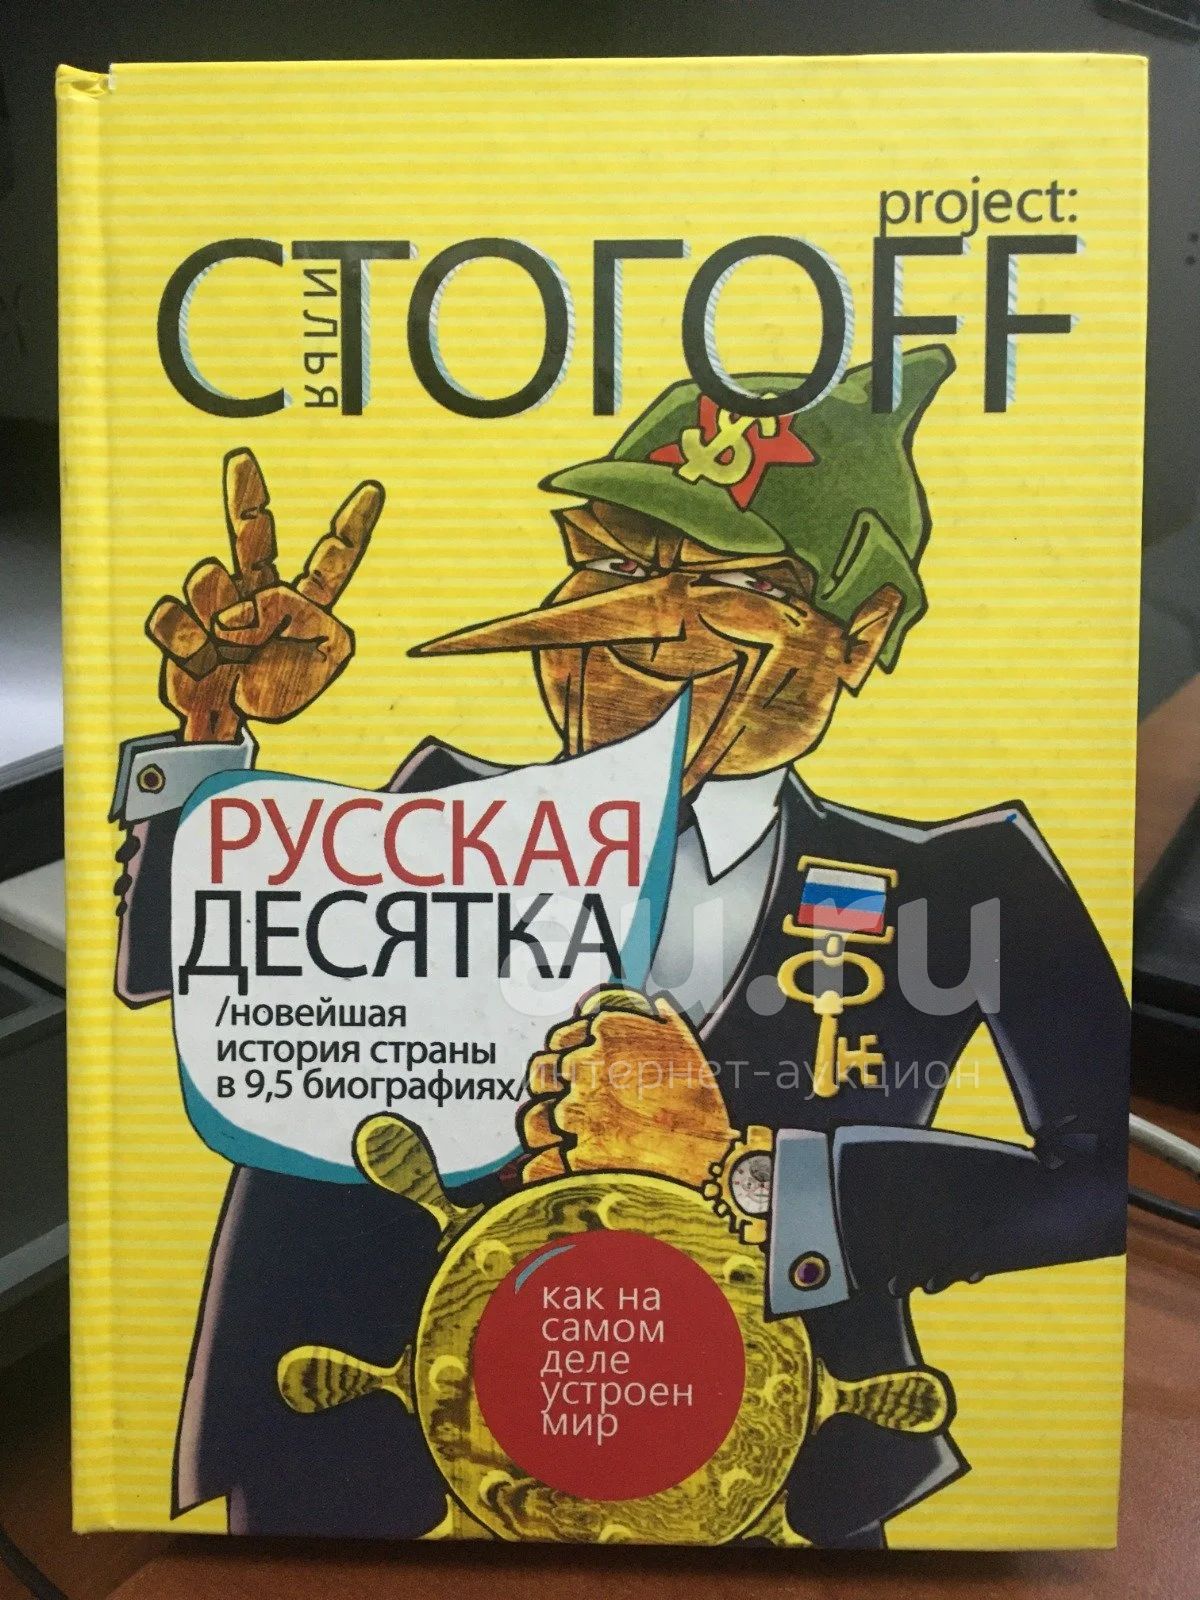 project:
СТОГОFF
ИЛЬЯ
РУССКАЯ
ДЕСЯТКА
/новейшая
история страны
в 9,5 биографиях/
au.ru
интернет-аукцион
как на
самом
деле
устроен
мир